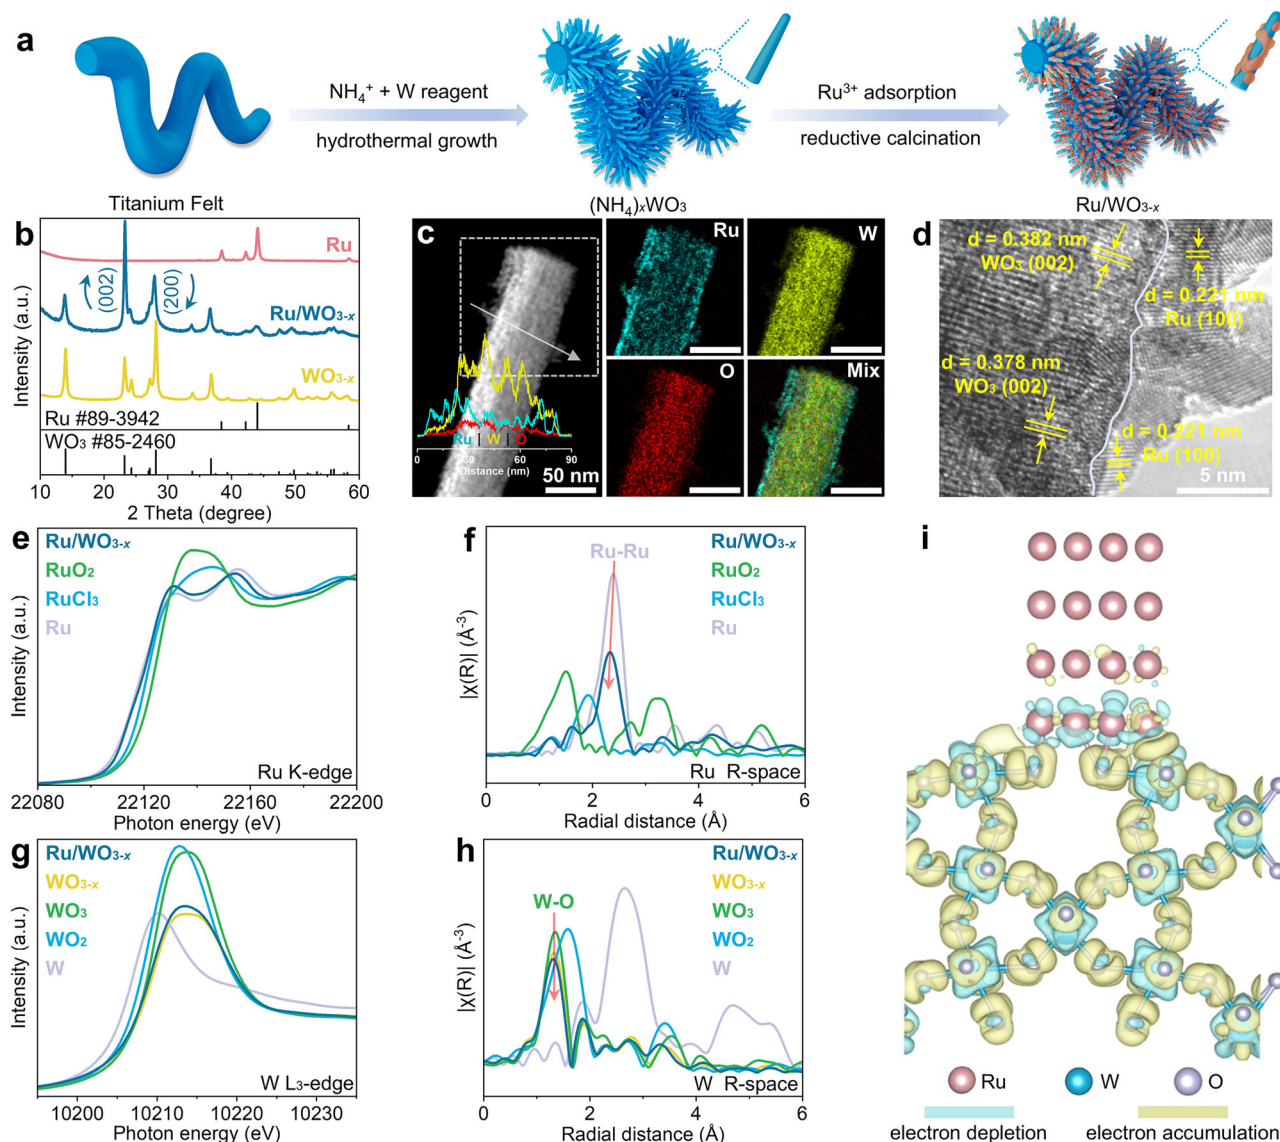 a
NH₄⁺ + W reagent
hydrothermal growth
Ru³⁺ adsorption
reductive calcination
Titanium Felt
(NH₄)ₓWO₃
Ru/WO₃₋ₓ
b
Intensity (a.u.)
Ru
(002)
(200)
Ru/WO₃₋ₓ
WO₃₋ₓ
Ru #89-3942
WO₃ #85-2460
10 20 30 40 50 60
2 Theta (degree)
c
Ru W O
0 30 60 90
Distance (nm)
50 nm
Ru
W
O
Mix
d
d = 0.382 nm
WO₃ (002)
d = 0.221 nm
Ru (100)
d = 0.378 nm
WO₃ (002)
d = 0.221 nm
Ru (100)
5 nm
e
Intensity (a.u.)
Ru/WO₃₋ₓ
RuO₂
RuCl₃
Ru
Ru K-edge
22080 22120 22160 22200
Photon energy (eV)
f
|χ(R)| (Å⁻³)
Ru-Ru
Ru/WO₃₋ₓ
RuO₂
RuCl₃
Ru
Ru R-space
0 2 4 6
Radial distance (Å)
g
Intensity (a.u.)
Ru/WO₃₋ₓ
WO₃₋ₓ
WO₃
WO₂
W
W L₃-edge
10200 10210 10220 10230
Photon energy (eV)
h
|χ(R)| (Å⁻³)
W-O
Ru/WO₃₋ₓ
WO₃₋ₓ
WO₃
WO₂
W
W R-space
0 2 4 6
Radial distance (Å)
i
Ru W O
electron depletion electron accumulation